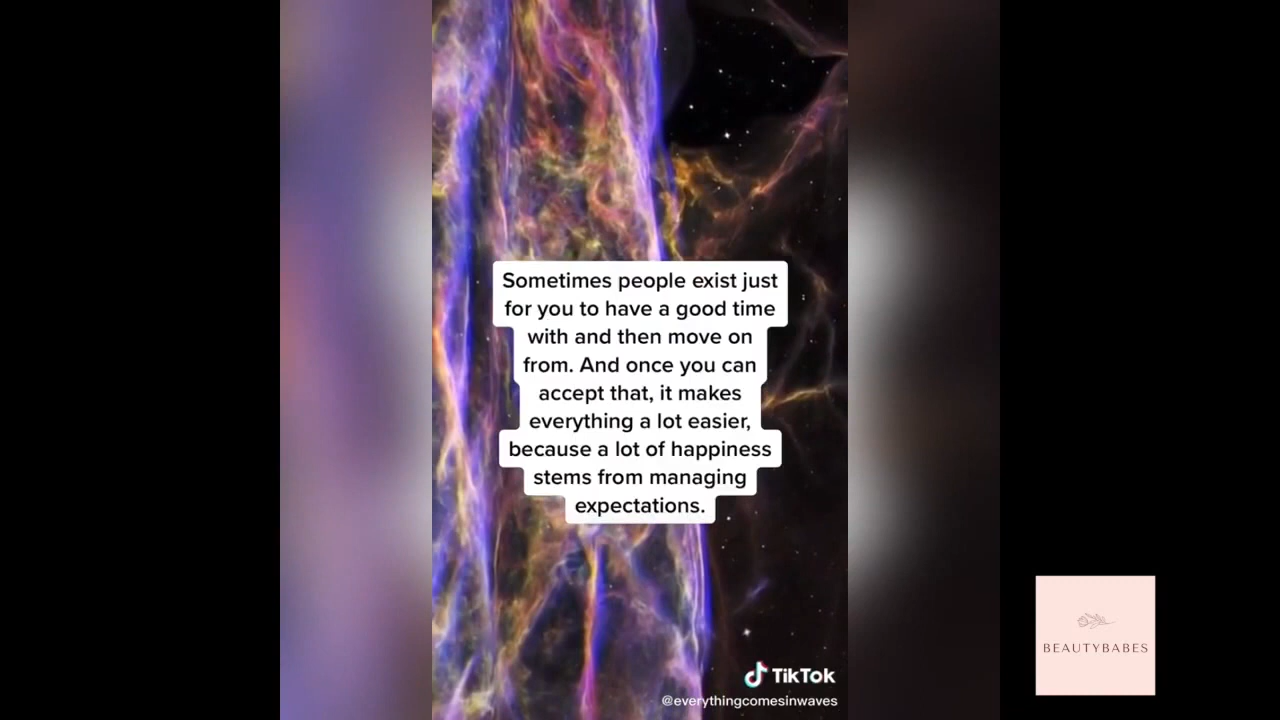 Sometimes people exist just
for you to have a good time
with and then move on
from. And once you can
accept that, it makes
everything a lot easier,
because a lot of happiness
stems from managing
expectations.
TikTok
@everythingcomesinwaves
BEAUTYBABES